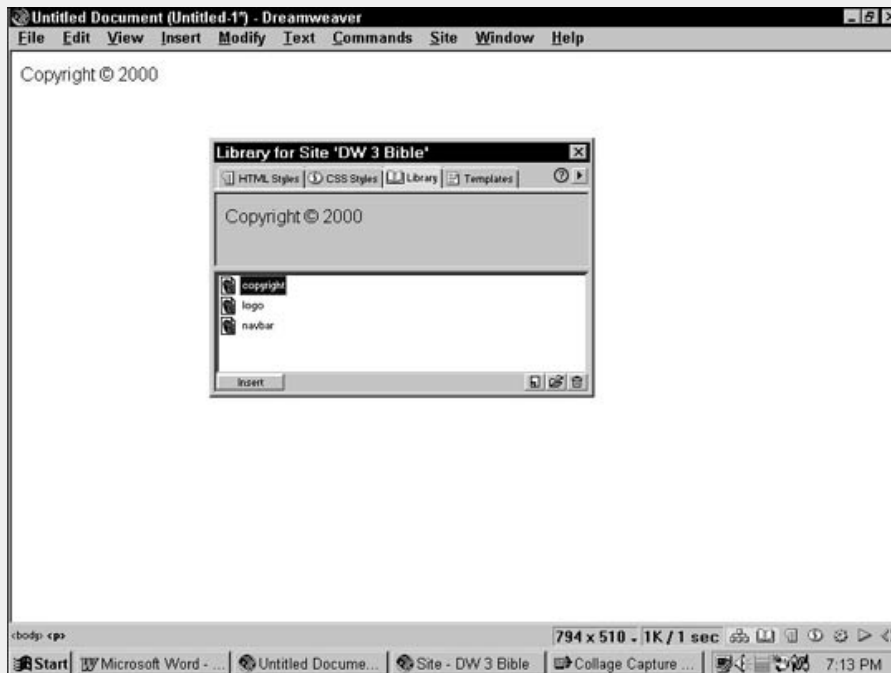 Untitled Document (Untitled-1*) - Dreamweaver
File Edit View Insert Modify Text Commands Site Window Help
Copyright © 2000
Library for Site 'DW 3 Bible'
HTML Styles CSS Styles Library Templates
Copyright © 2000
copyright
logo
navbar
Insert
<body> <p> 794 x 510 1K / 1 sec
Start Microsoft Word - ... Untitled Docume... Site - DW 3 Bible Collage Capture ... 7:13 PM